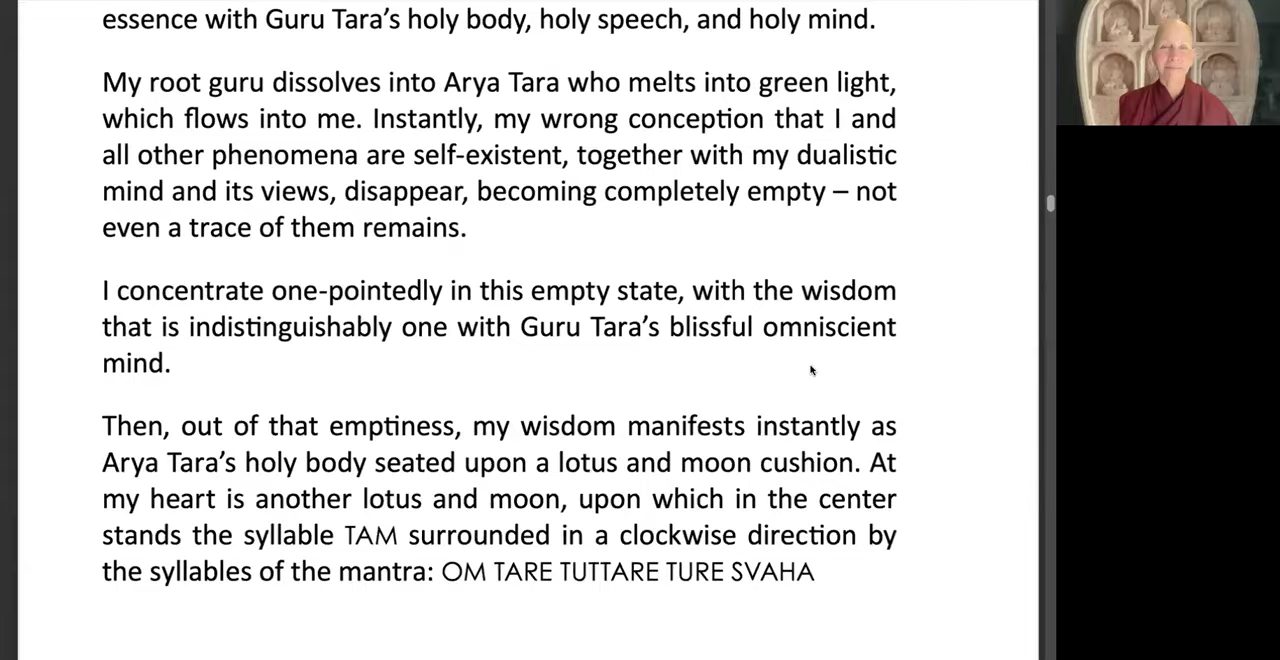 essence with Guru Tara’s holy body, holy speech, and holy mind.
My root guru dissolves into Arya Tara who melts into green light,
which flows into me. Instantly, my wrong conception that I and
all other phenomena are self-existent, together with my dualistic
mind and its views, disappear, becoming completely empty – not
even a trace of them remains.
I concentrate one-pointedly in this empty state, with the wisdom
that is indistinguishably one with Guru Tara’s blissful omniscient
mind.
Then, out of that emptiness, my wisdom manifests instantly as
Arya Tara’s holy body seated upon a lotus and moon cushion. At
my heart is another lotus and moon, upon which in the center
stands the syllable TAM surrounded in a clockwise direction by
the syllables of the mantra: OM TARE TUTTARE TURE SVAHA